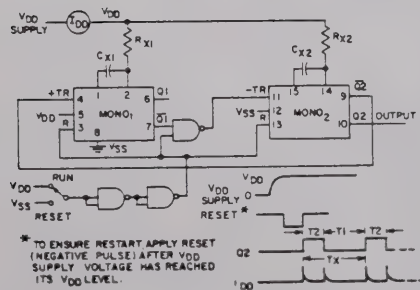 VDD SUPPLY IDD VDD
RX1 RX2
CX1 CX2
+TR 4 1 2 6 Q1
VDD 5 MONO1
R 3 8 7 Q1
VSS
-TR 11 15 14 9 Q2
VSS 12 MONO2
R 13 10 Q2 OUTPUT
RUN
VDD
VSS
RESET
* TO ENSURE RESTART, APPLY RESET
(NEGATIVE PULSE) AFTER VDD
SUPPLY VOLTAGE HAS REACHED
ITS VDD LEVEL.
VDD SUPPLY VDD
0
RESET *
T2 T1 T2
Q2
TX
IDD